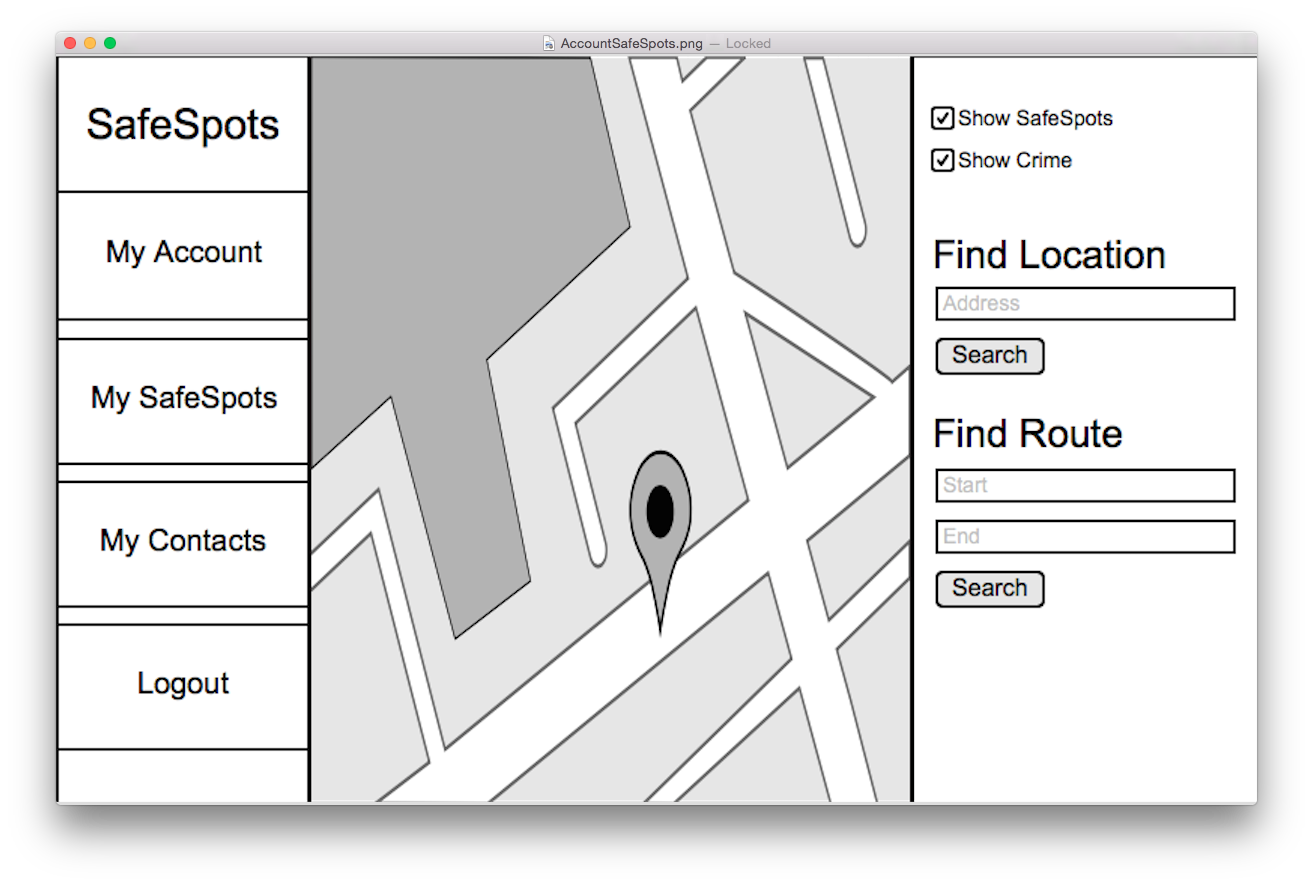 AccountSafeSpots.png — Locked
SafeSpots
My Account
My SafeSpots
My Contacts
Logout
Show SafeSpots
Show Crime
Find Location
Address
Search
Find Route
Start
End
Search